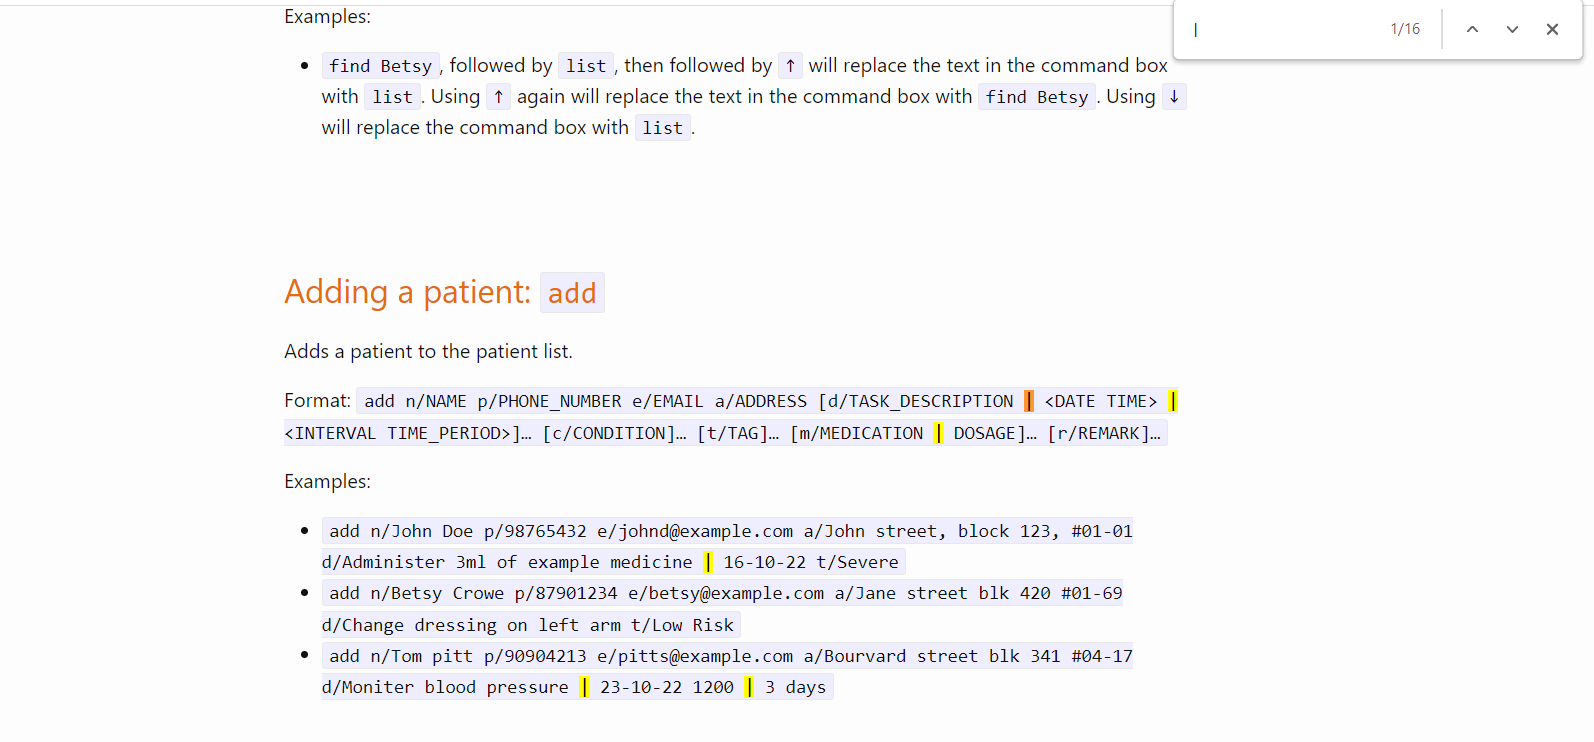 Examples:
| 1/16
• find Betsy, followed by list, then followed by ↑ will replace the text in the command box
with list. Using ↑ again will replace the text in the command box with find Betsy. Using ↓
will replace the command box with list.
Adding a patient: add
Adds a patient to the patient list.
Format: add n/NAME p/PHONE_NUMBER e/EMAIL a/ADDRESS [d/TASK_DESCRIPTION | <DATE TIME> |
<INTERVAL TIME_PERIOD>]… [c/CONDITION]… [t/TAG]… [m/MEDICATION | DOSAGE]… [r/REMARK]…
Examples:
• add n/John Doe p/98765432 e/johnd@example.com a/John street, block 123, #01-01
d/Administer 3ml of example medicine | 16-10-22 t/Severe
• add n/Betsy Crowe p/87901234 e/betsy@example.com a/Jane street blk 420 #01-69
d/Change dressing on left arm t/Low Risk
• add n/Tom pitt p/90904213 e/pitts@example.com a/Bourvard street blk 341 #04-17
d/Moniter blood pressure | 23-10-22 1200 | 3 days